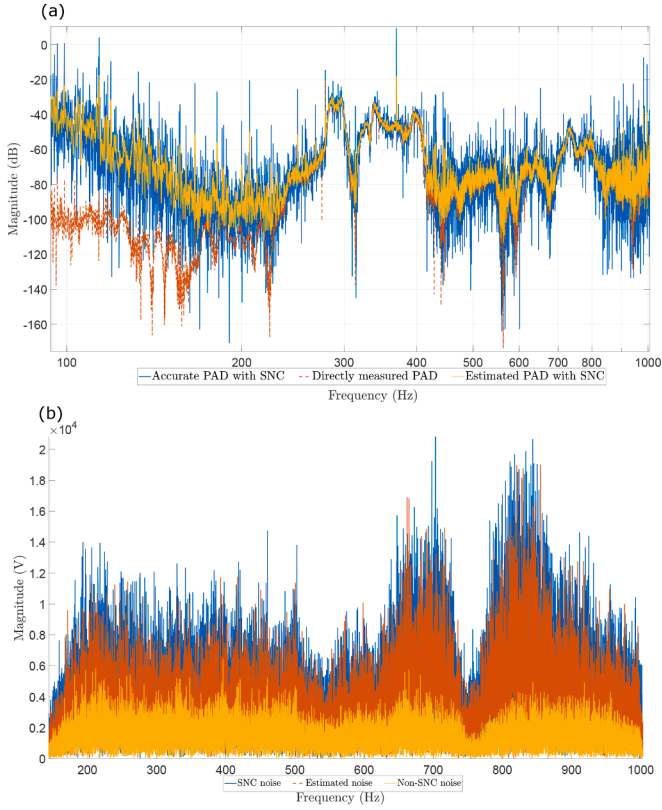 (a)
0
-20
-40
-60
-80
-100
-120
-140
-160
Magnitude (dB)
100 200 300 400 500 600 700 800 1000
Accurate PAD with SNC Directly measured PAD Estimated PAD with SNC
Frequency (Hz)
(b)
×10⁴
2
1.8
1.6
1.4
1.2
1
0.8
0.6
0.4
0.2
0
Magnitude (V)
200 300 400 500 600 700 800 900 1000
SNC noise Estimated noise Non-SNC noise
Frequency (Hz)